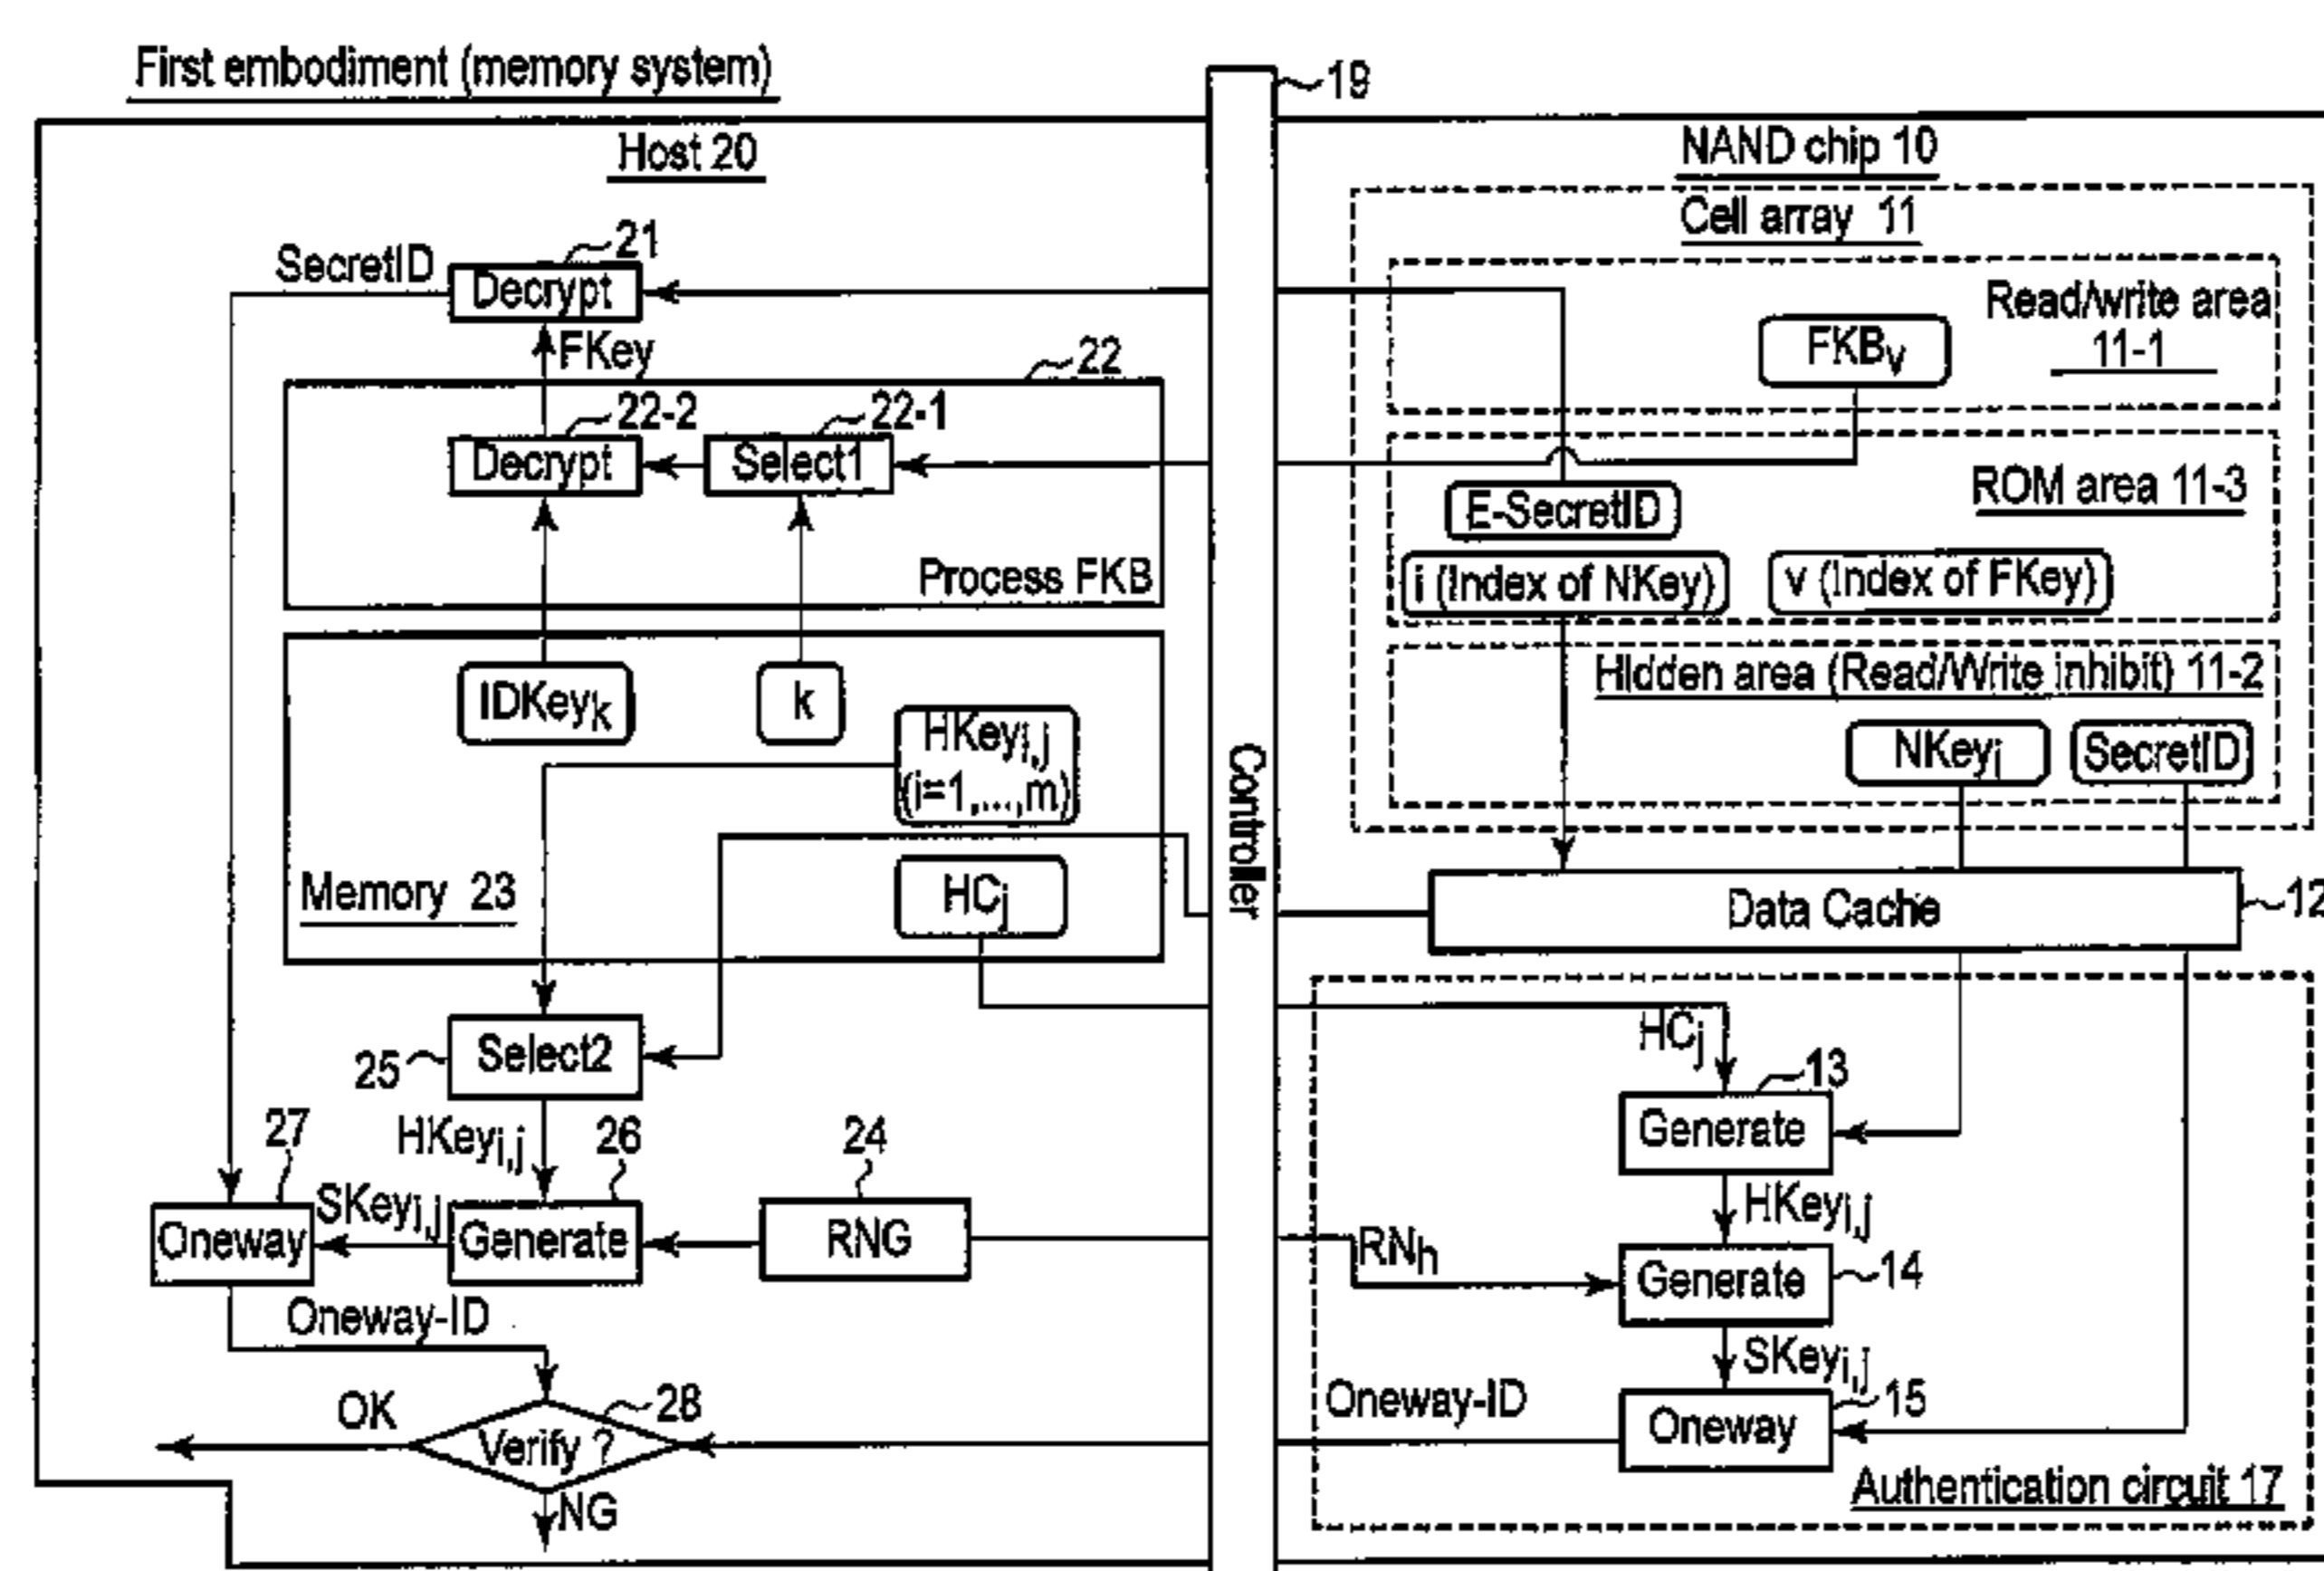 First embodiment (memory system)
19
Host 20
NAND chip 10
Cell array 11
21
SecretID
Decrypt
Read/write area
11-1
FKBv
FKey
22
22-2
22-1
Decrypt
Select1
ROM area 11-3
E-SecretID
Process FKB
i (Index of NKey)
v (Index of FKey)
Hidden area (Read/Write inhibit) 11-2
IDKeyk
k
HKeyi,j
(i=1,...,m)
NKeyi
SecretID
Controller
Memory 23
HCj
Data Cache
12
Select2
25
HCj
13
Generate
27
HKeyi,j
26
24
SKeyi,j
HKeyi,j
Oneway
Generate
RNG
RNh
Generate
14
Oneway-ID
SKeyi,j
OK
28
Oneway-ID
15
Verify ?
Oneway
NG
Authentication circuit 17